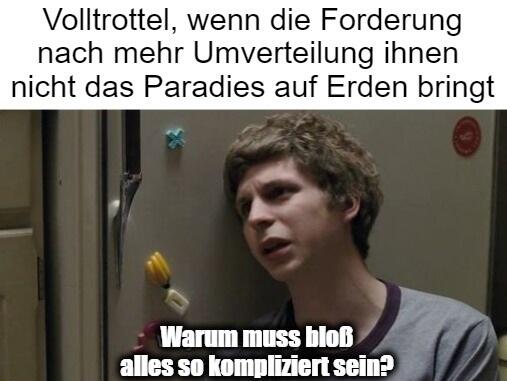 Volltrottel, wenn die Forderung
nach mehr Umverteilung ihnen
nicht das Paradies auf Erden bringt
Warum muss bloß
alles so kompliziert sein?